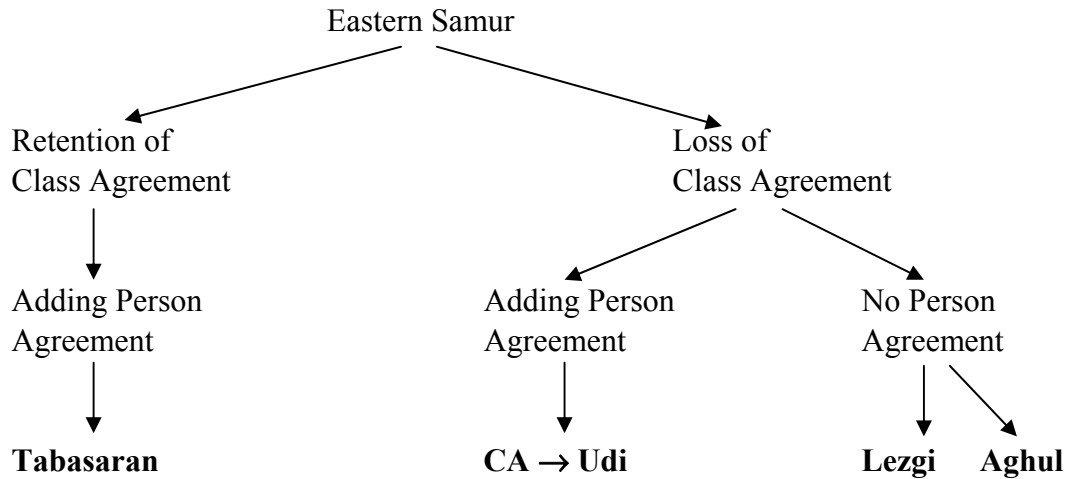 Eastern Samur
Retention of
Class Agreement
Loss of
Class Agreement
Adding Person
Agreement
Adding Person
Agreement
No Person
Agreement
Tabasaran
CA → Udi
Lezgi
Aghul